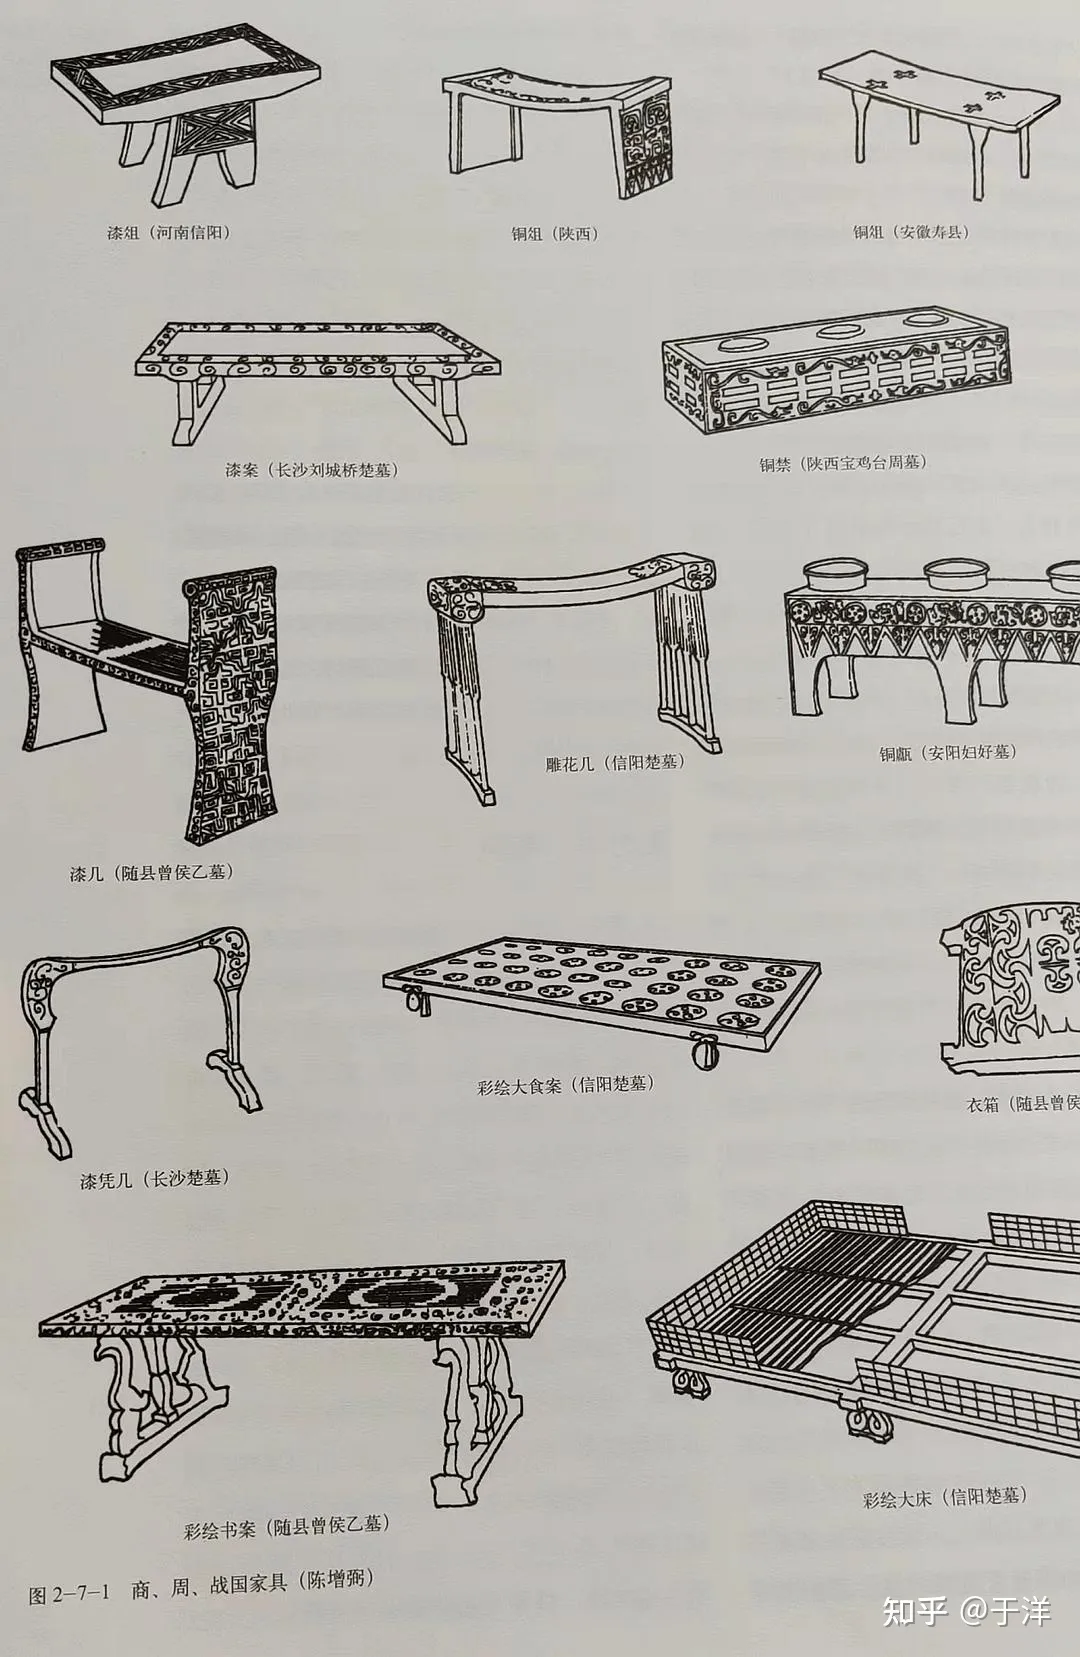 漆俎（河南信阳）
铜俎（陕西）
铜俎（安徽寿县）
漆案（长沙刘城桥楚墓）
铜禁（陕西宝鸡台周墓）
雕花几（信阳楚墓）
铜甗（安阳妇好墓）
漆几（随县曾侯乙墓）
彩绘大食案（信阳楚墓）
衣箱（随县曾侯
漆凭几（长沙楚墓）
彩绘大床（信阳楚墓）
彩绘书案（随县曾侯乙墓）
图 2-7-1 商、周、战国家具（陈增弼）
知乎 @于洋